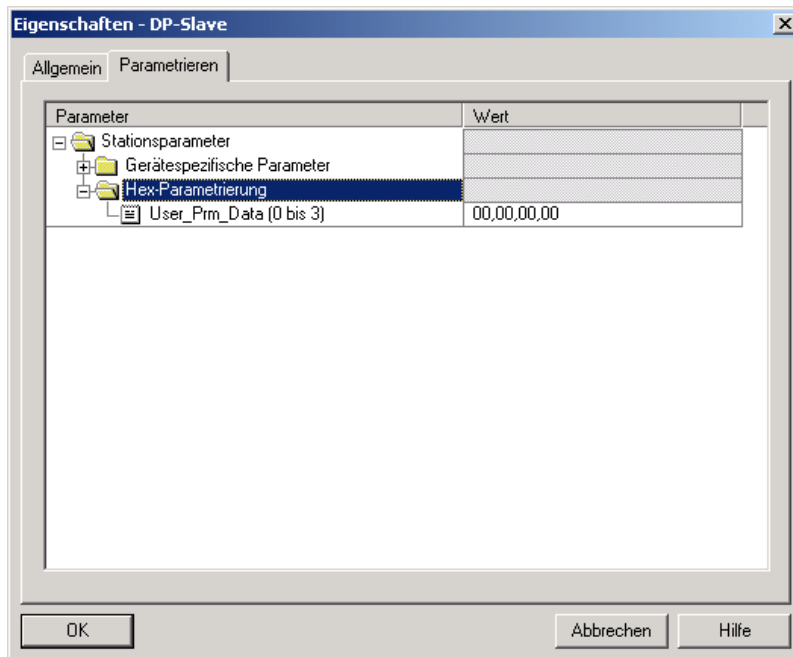 Eigenschaften - DP-Slave
Allgemein Parametrieren
Parameter Wert
Stationsparameter
Gerätespezifische Parameter
Hex-Parametrierung
User_Prm_Data (0 bis 3) 00,00,00,00
OK Abbrechen Hilfe